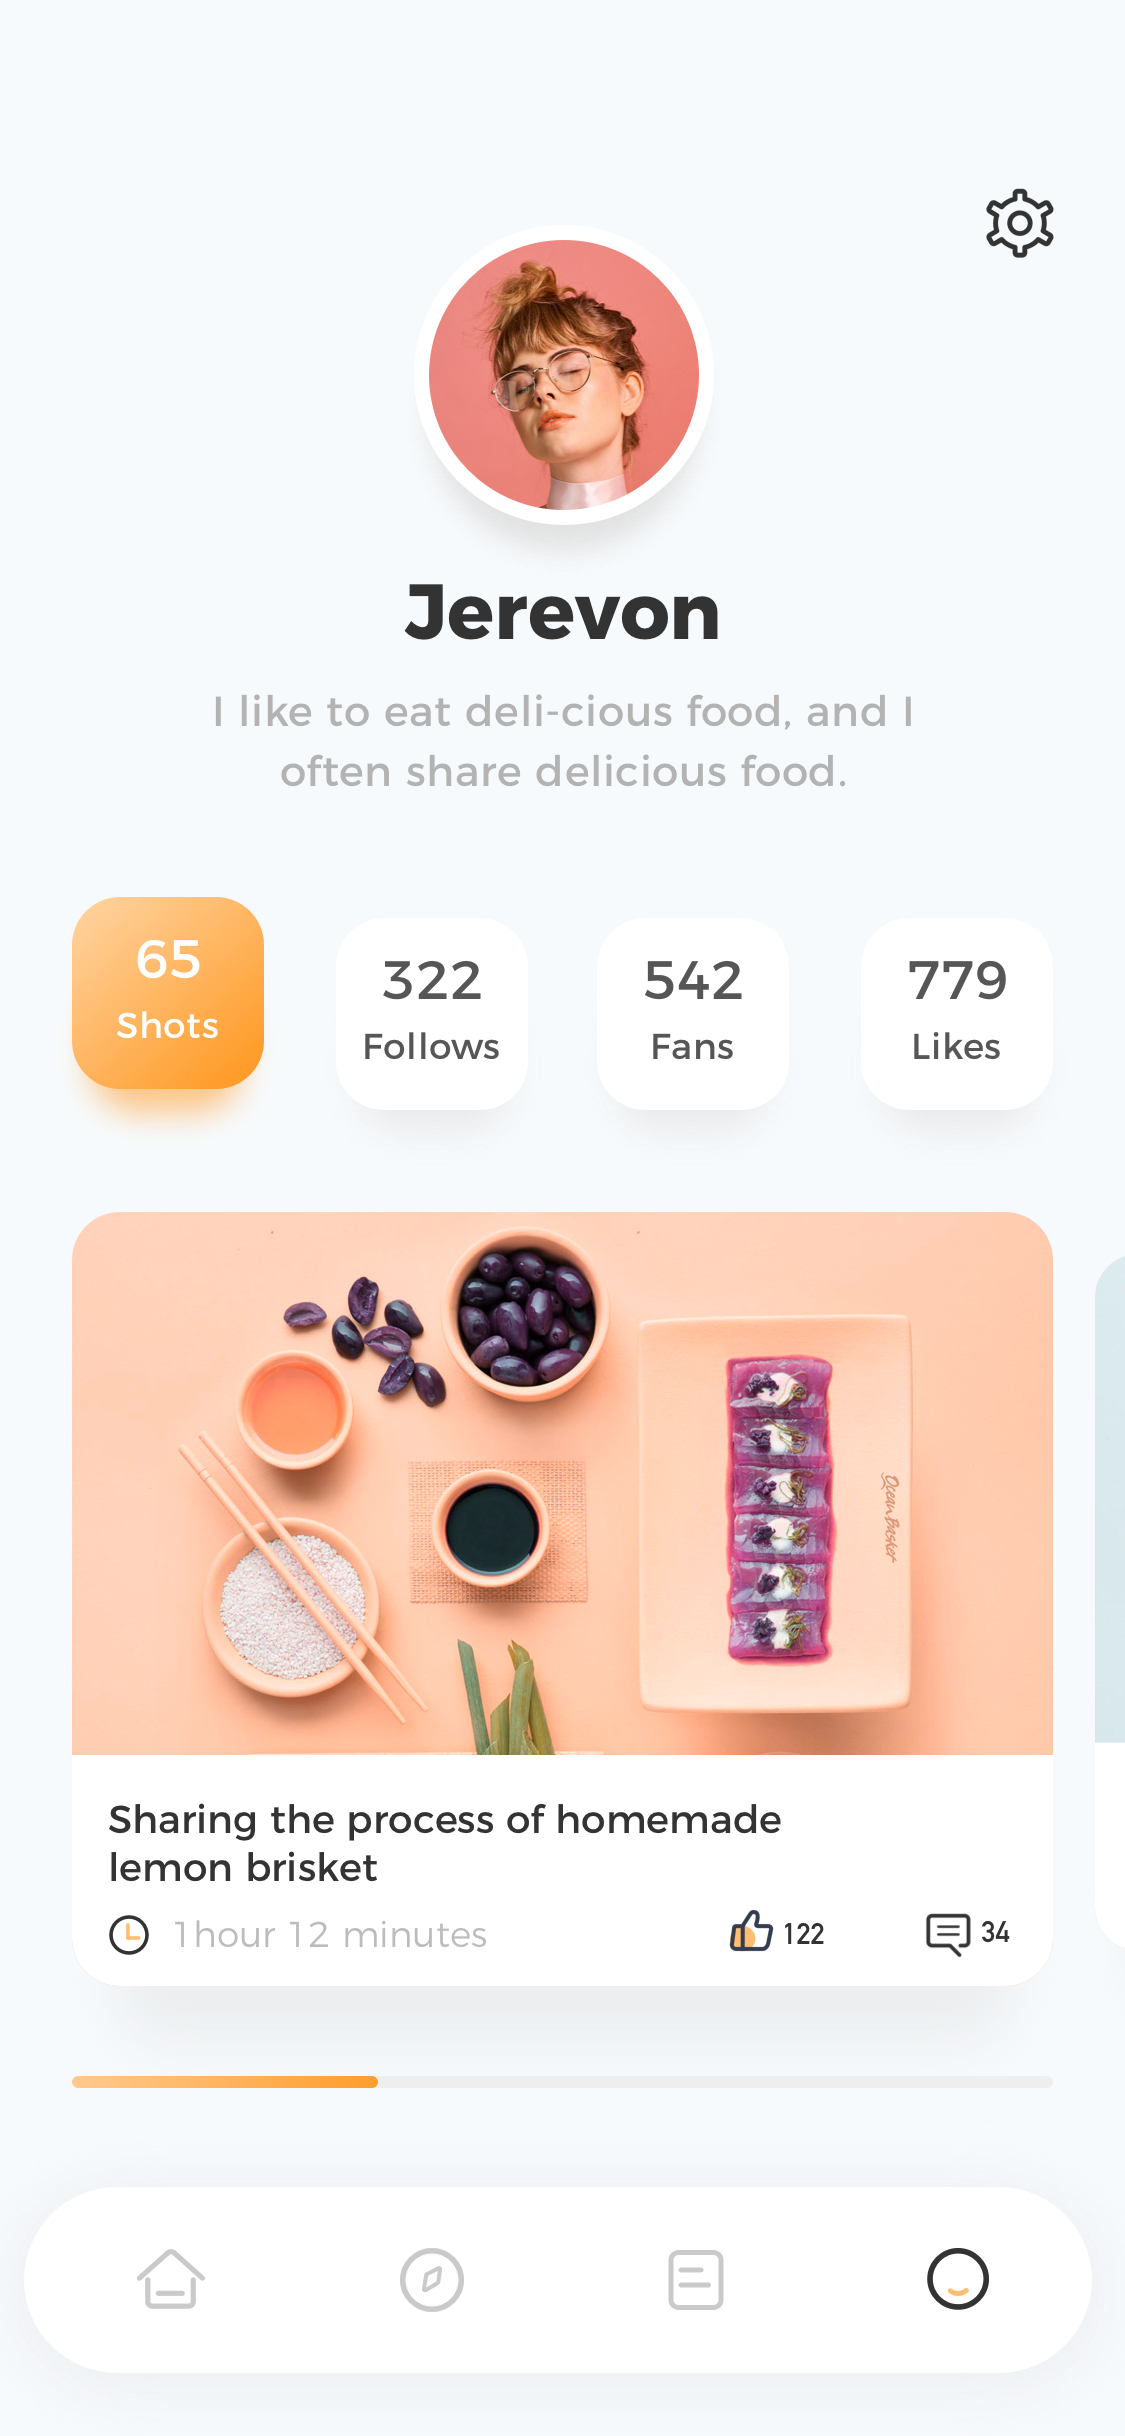 Jerevon
I like to eat deli-cious food, and I
often share delicious food.
65
Shots
322
Follows
542
Fans
779
Likes
Ocean Basket
Sharing the process of homemade
lemon brisket
1hour 12 minutes
122
34